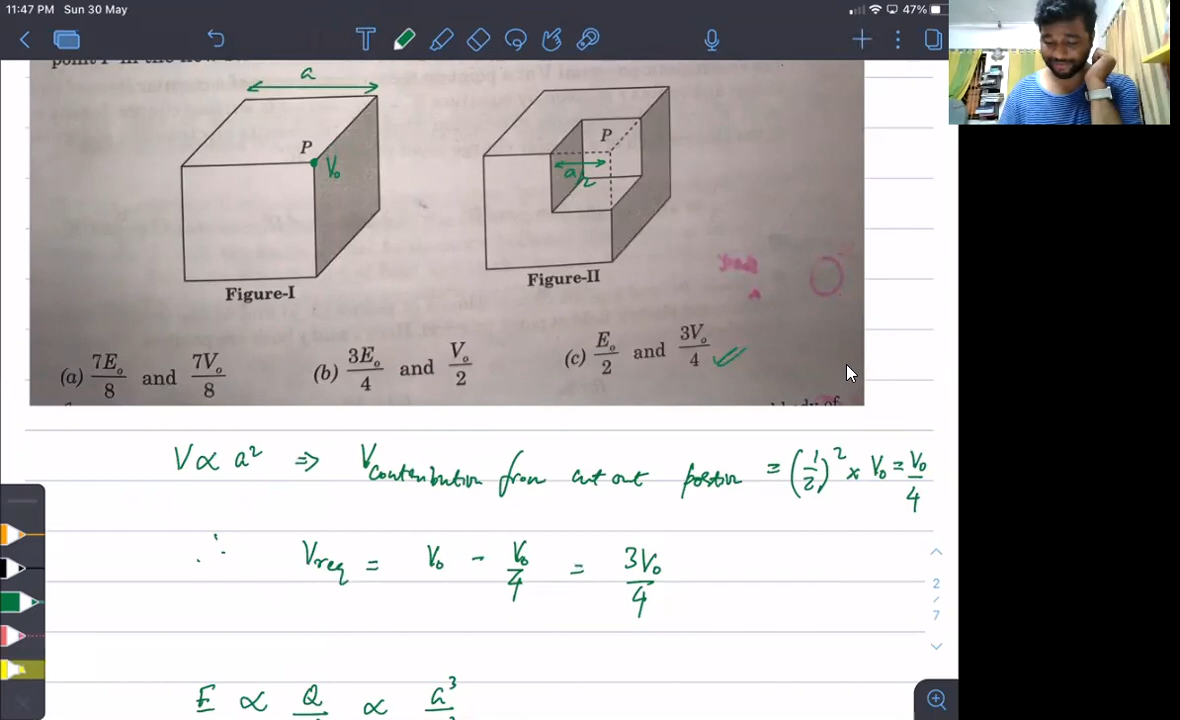 11:47 PM Sun 30 May
47%
a
P
V₀
P
a/2
Figure-I
Figure-II
(a) 7E₀/8 and 7V₀/8
(b) 3E₀/4 and V₀/2
(c) E₀/2 and 3V₀/4 ✓
V ∝ a² ⇒ V contribution from cut out portion = (1/2)² × V₀ = V₀/4
∴ Vreq = V₀ - V₀/4 = 3V₀/4
2
/
7
E ∝ Q ∝ a³